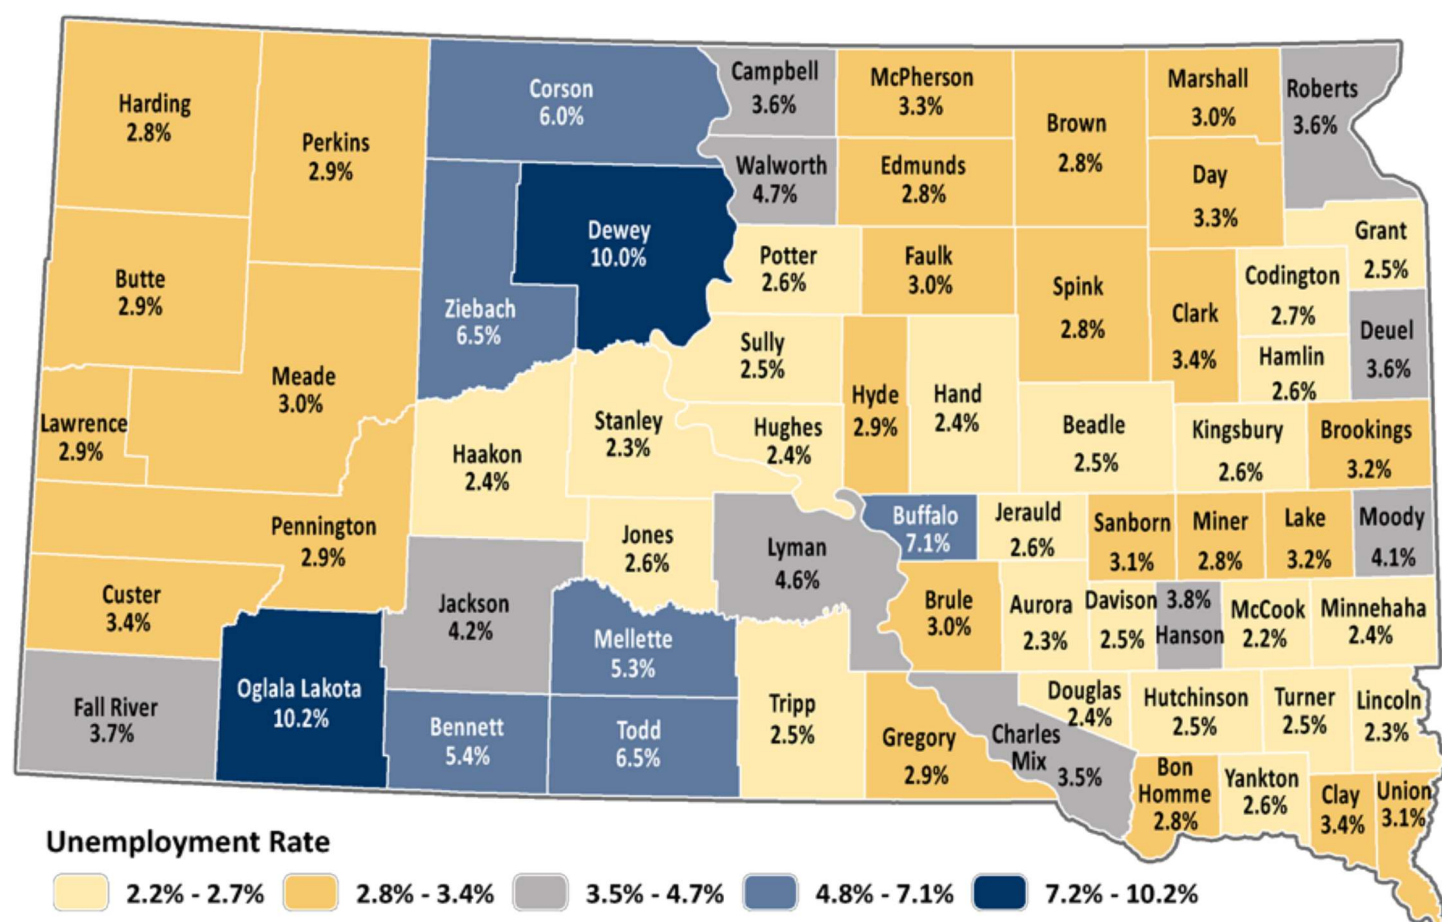 Harding
2.8%
Perkins
2.9%
Corson
6.0%
Campbell
3.6%
McPherson
3.3%
Brown
2.8%
Marshall
3.0%
Roberts
3.6%
Walworth
4.7%
Edmunds
2.8%
Day
3.3%
Butte
2.9%
Dewey
10.0%
Ziebach
6.5%
Potter
2.6%
Faulk
3.0%
Spink
2.8%
Clark
3.4%
Codington
2.7%
Grant
2.5%
Deuel
3.6%
Hamlin
2.6%
Meade
3.0%
Lawrence
2.9%
Sully
2.5%
Hyde
2.9%
Hand
2.4%
Haakon
2.4%
Stanley
2.3%
Hughes
2.4%
Beadle
2.5%
Kingsbury
2.6%
Brookings
3.2%
Pennington
2.9%
Jones
2.6%
Lyman
4.6%
Buffalo
7.1%
Jerauld
2.6%
Sanborn
3.1%
Miner
2.8%
Lake
3.2%
Moody
4.1%
Custer
3.4%
Jackson
4.2%
Mellette
5.3%
Brule
3.0%
Aurora
2.3%
Davison
2.5%
3.8%
Hanson
McCook
2.2%
Minnehaha
2.4%
Fall River
3.7%
Oglala Lakota
10.2%
Bennett
5.4%
Todd
6.5%
Tripp
2.5%
Gregory
2.9%
Charles
Mix
3.5%
Douglas
2.4%
Hutchinson
2.5%
Turner
2.5%
Lincoln
2.3%
Bon
Homme
2.8%
Yankton
2.6%
Clay
3.4%
Union
3.1%
Unemployment Rate
2.2% - 2.7%
2.8% - 3.4%
3.5% - 4.7%
4.8% - 7.1%
7.2% - 10.2%